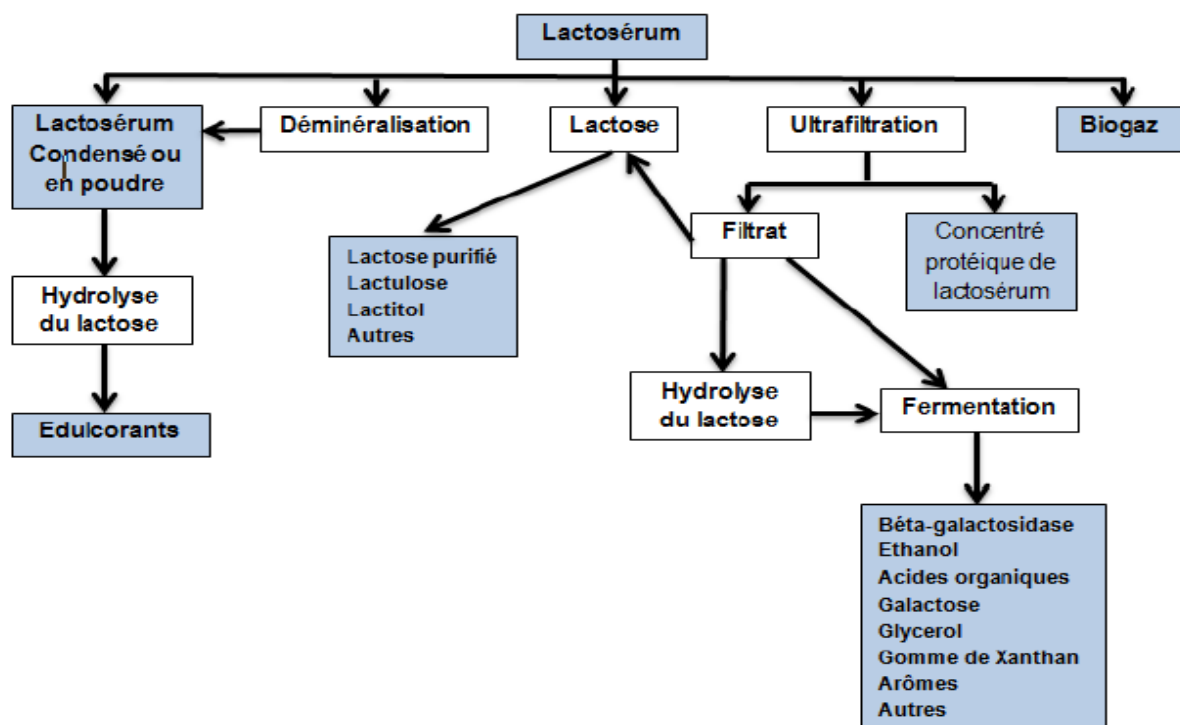 Lactosérum
Lactosérum
Condensé ou
en poudre
Déminéralisation
Lactose
Ultrafiltration
Biogaz
Filtrat
Concentré
protéique de
lactosérum
Lactose purifié
Lactulose
Lactitol
Autres
Hydrolyse
du lactose
Hydrolyse
du lactose
Fermentation
Edulcorants
Béta-galactosidase
Ethanol
Acides organiques
Galactose
Glycerol
Gomme de Xanthan
Arômes
Autres